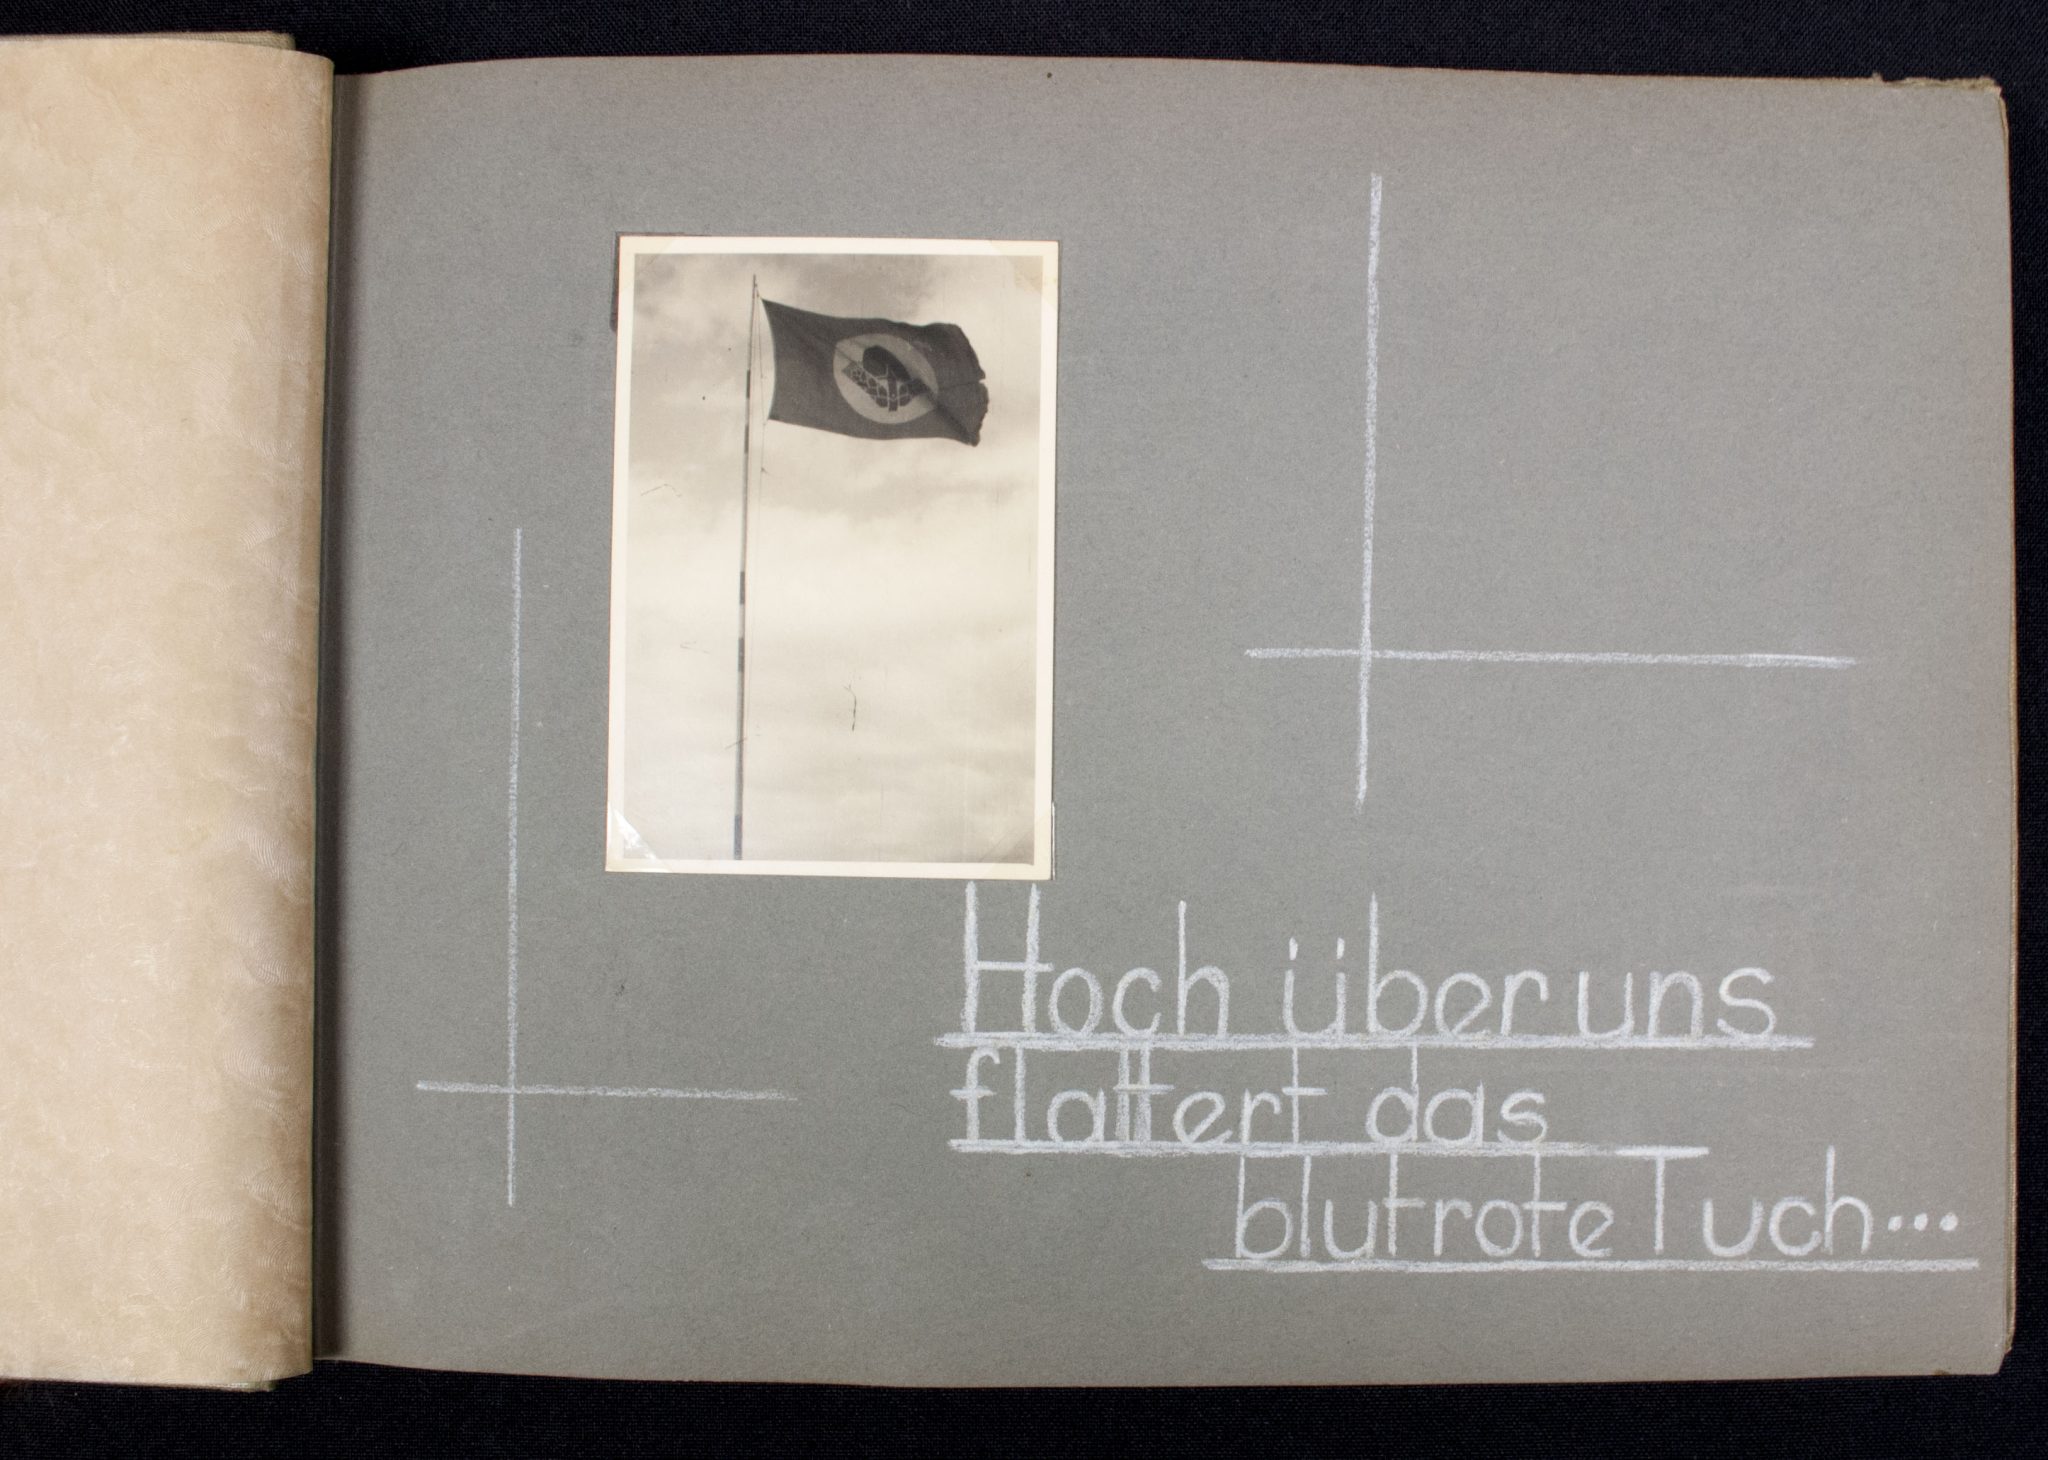 Hoch über uns
flattert das
blutrote Tuch...